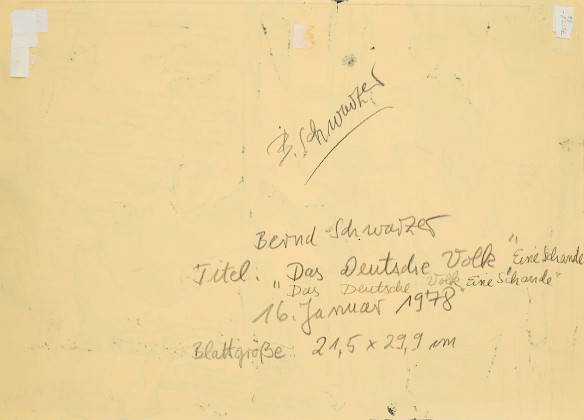 B. Schwarzer
Bernd Schwarzer
Titel: „Das Deutsche Volk" Eine Schande
„Das Deutsche Volk Eine Schande"
16. Januar 1978
Blattgröße: 21,5 x 29,9 cm